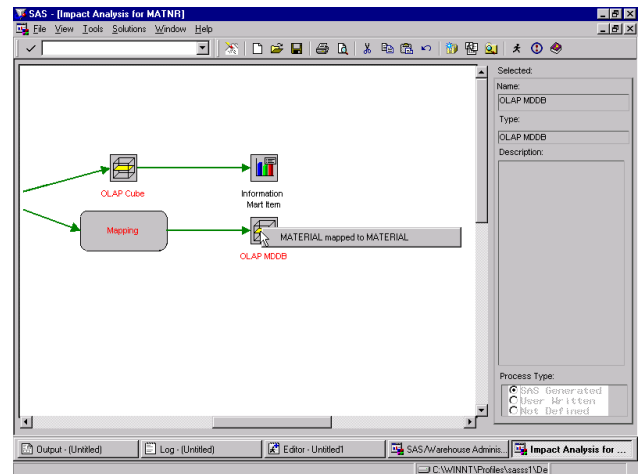 SAS - [Impact Analysis for MATNR]
File View Tools Solutions Window Help
Selected:
Name:
OLAP MDDB
Type:
OLAP MDDB
Description:
OLAP Cube
Information
Mart Item
Mapping
MATERIAL mapped to MATERIAL
OLAP MDDB
Process Type:
SAS Generated
User Written
Not Defined
Output - (Untitled)
Log - (Untitled)
Editor - Untitled1
SAS/Warehouse Adminis...
Impact Analysis for ...
C:\WINNT\Profiles\sasss1\De